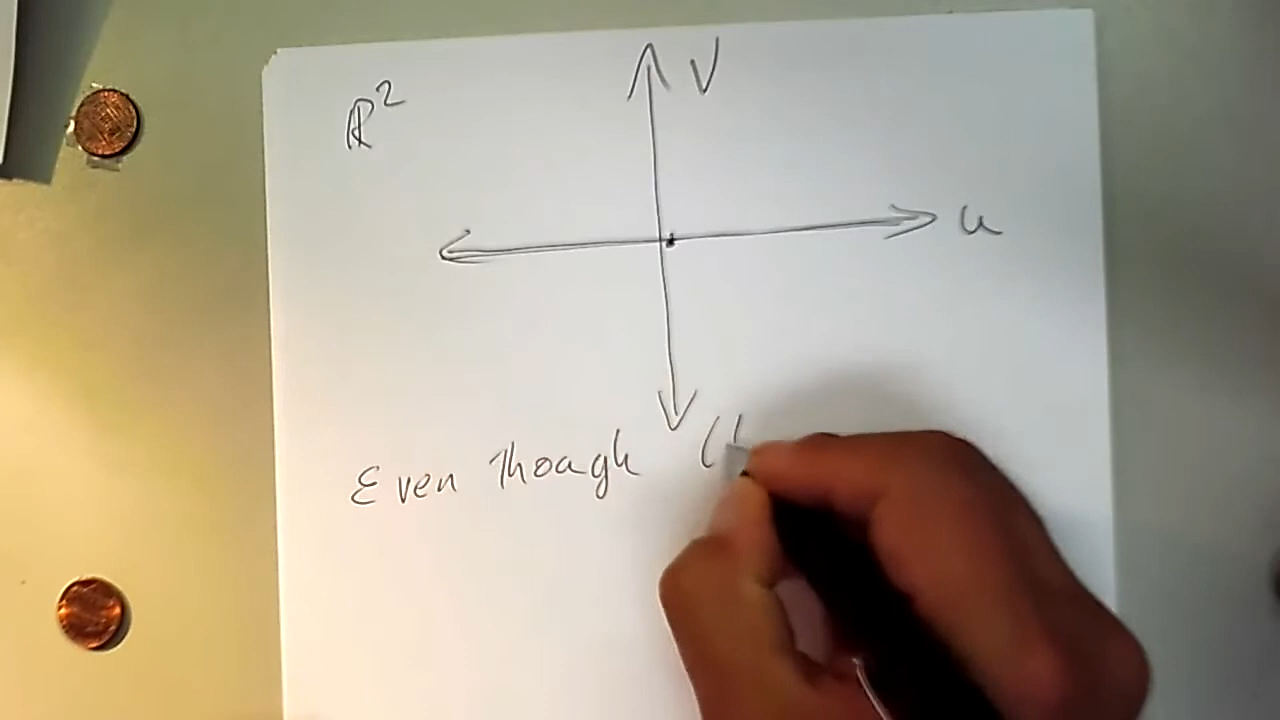 ℝ²
V
u
Even though (